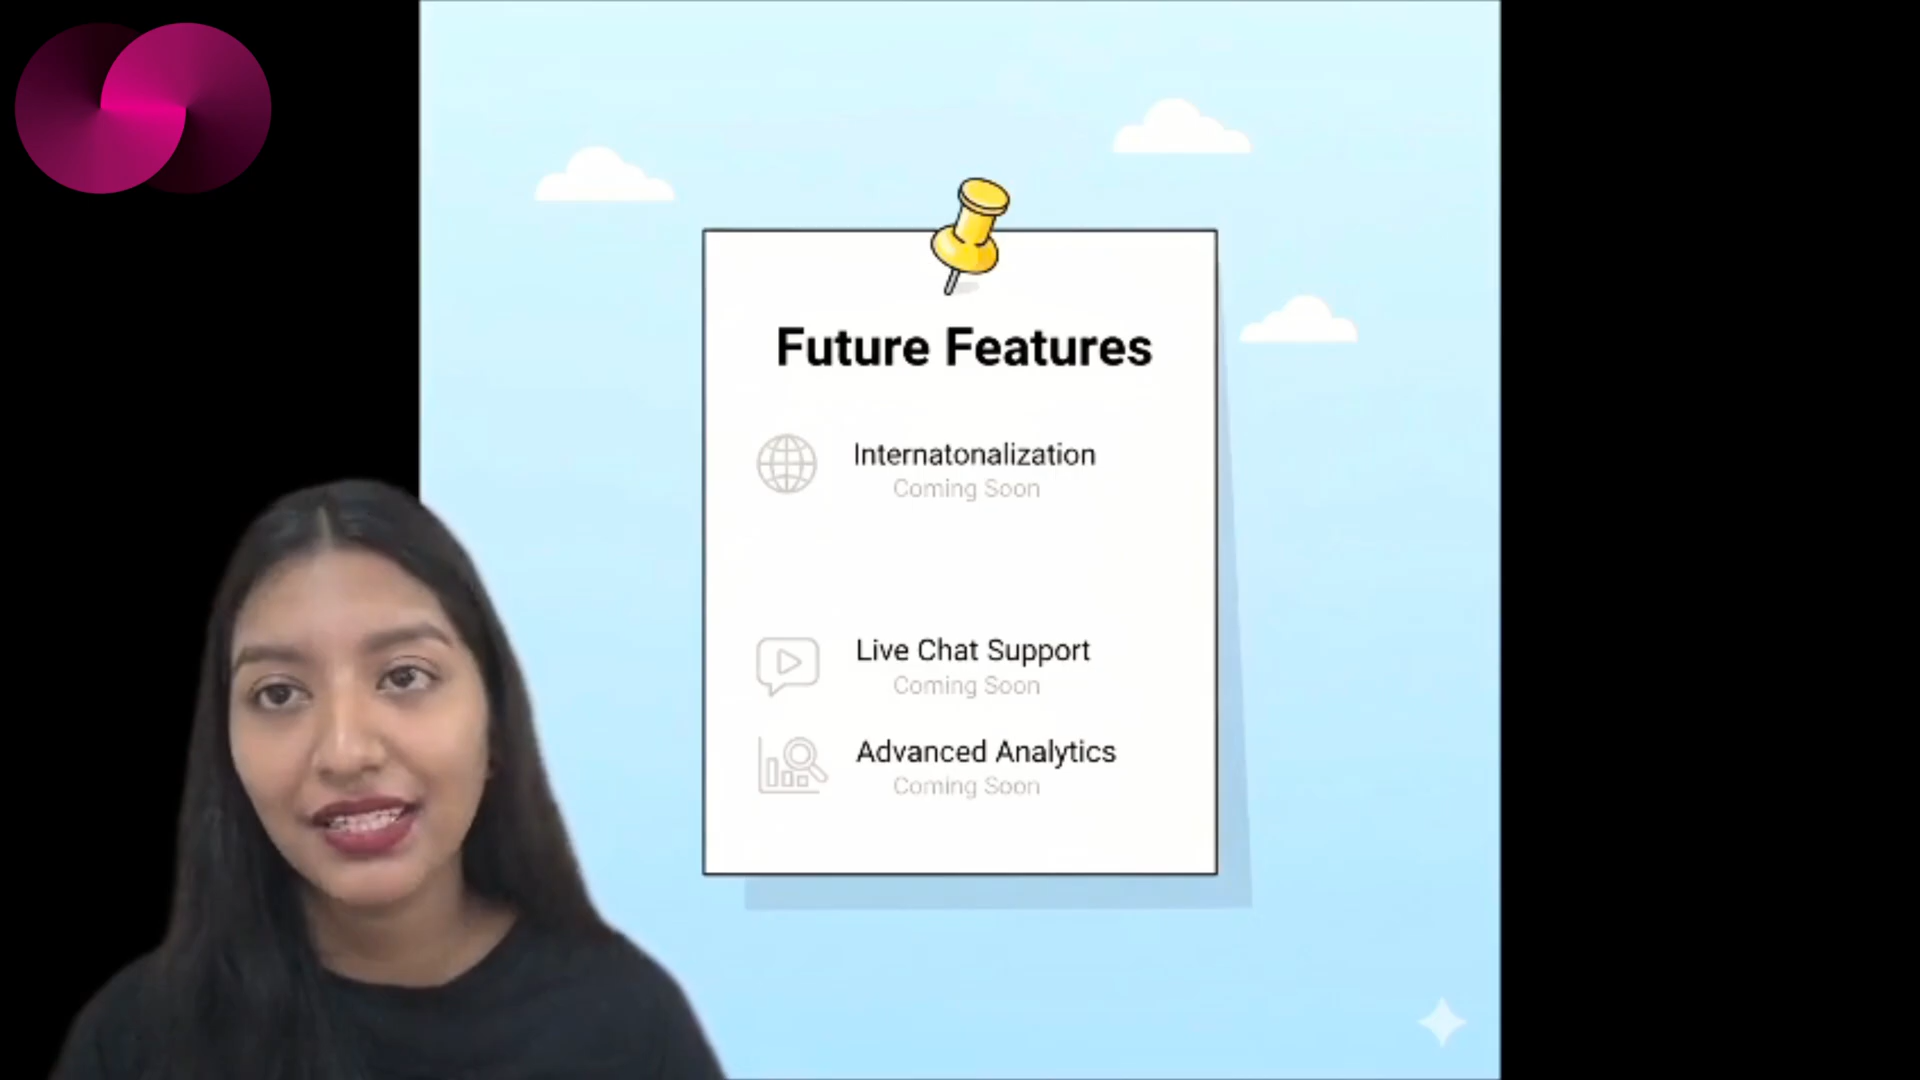 Future Features
Internatonalization
Coming Soon
Live Chat Support
Coming Soon
Advanced Analytics
Coming Soon